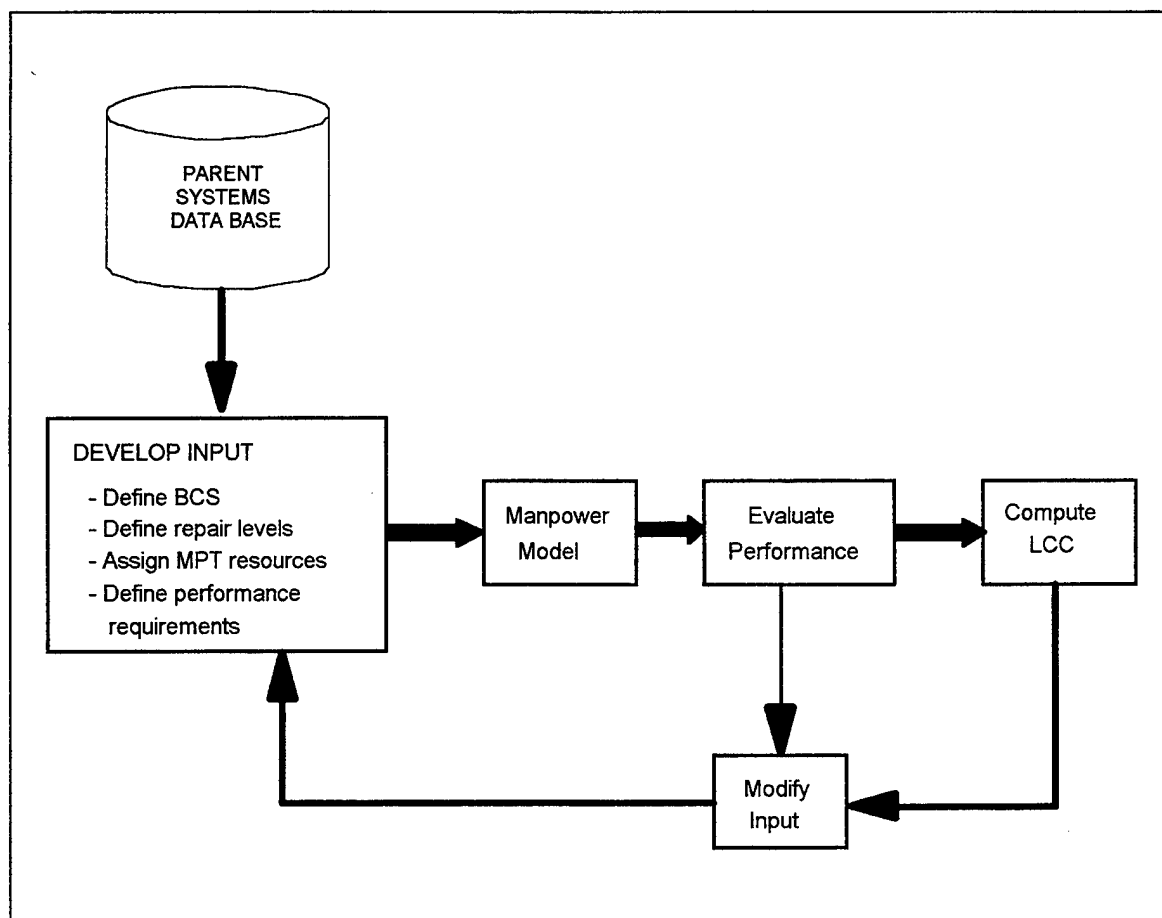 PARENT
SYSTEMS
DATA BASE
DEVELOP INPUT
- Define BCS
- Define repair levels
- Assign MPT resources
- Define performance
requirements
Manpower
Model
Evaluate
Performance
Compute
LCC
Modify
Input